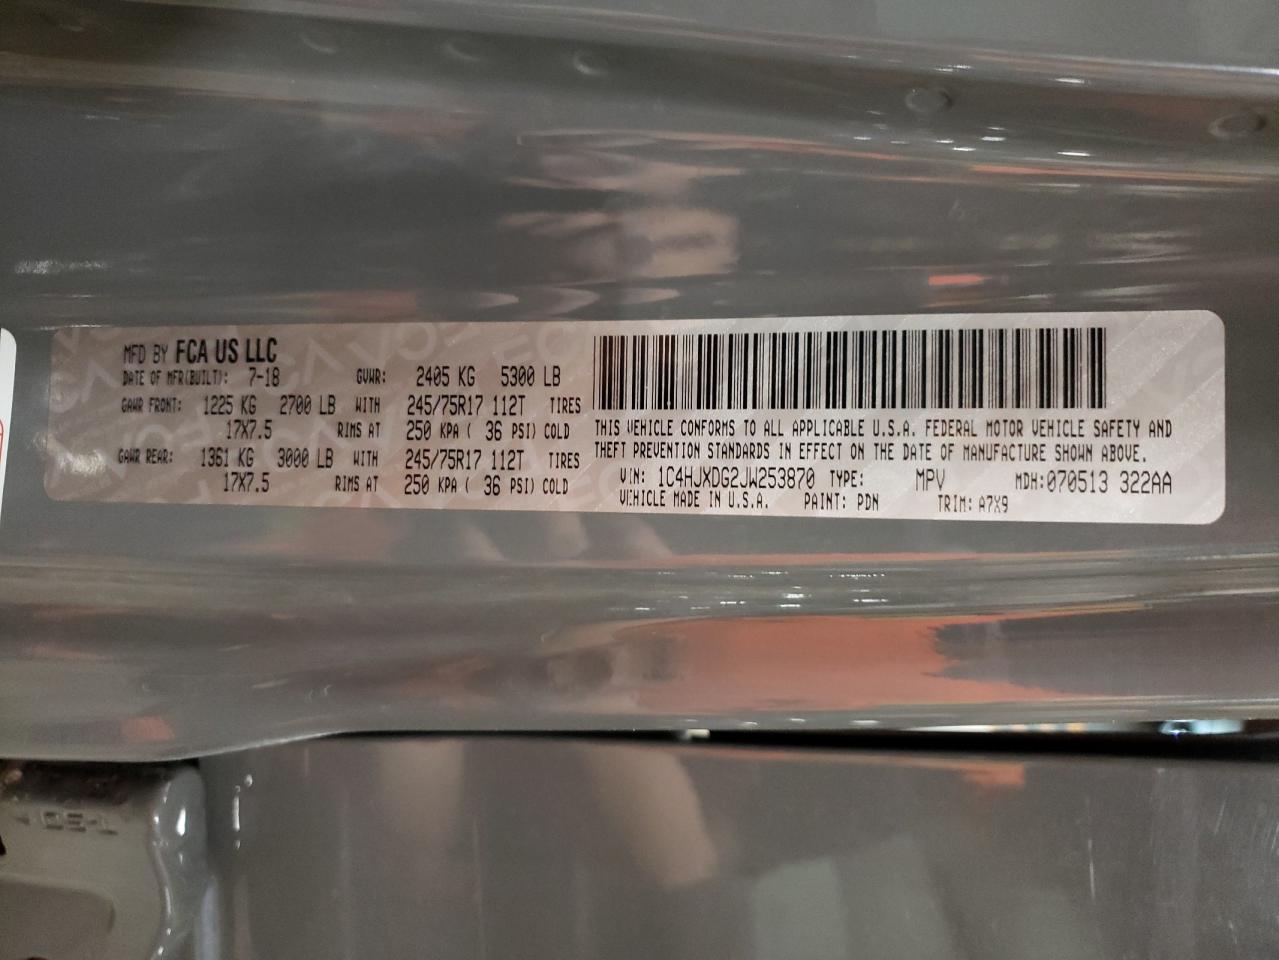 MFD BY FCA US LLC
DATE OF MFR(BUILT): 7-18 GVWR: 2405 KG 5300 LB
GAWR FRONT: 1225 KG 2700 LB WITH 245/75R17 112T TIRES
17X7.5 RIMS AT 250 KPA ( 36 PSI) COLD
GAWR REAR: 1361 KG 3000 LB WITH 245/75R17 112T TIRES
17X7.5 RIMS AT 250 KPA ( 36 PSI) COLD
THIS VEHICLE CONFORMS TO ALL APPLICABLE U.S.A. FEDERAL MOTOR VEHICLE SAFETY AND
THEFT PREVENTION STANDARDS IN EFFECT ON THE DATE OF MANUFACTURE SHOWN ABOVE.
VIN: 1C4HJXDG2JW253870 TYPE: MPV MDH:070513 322AA
VEHICLE MADE IN U.S.A. PAINT: PDN TRIM: A7X9